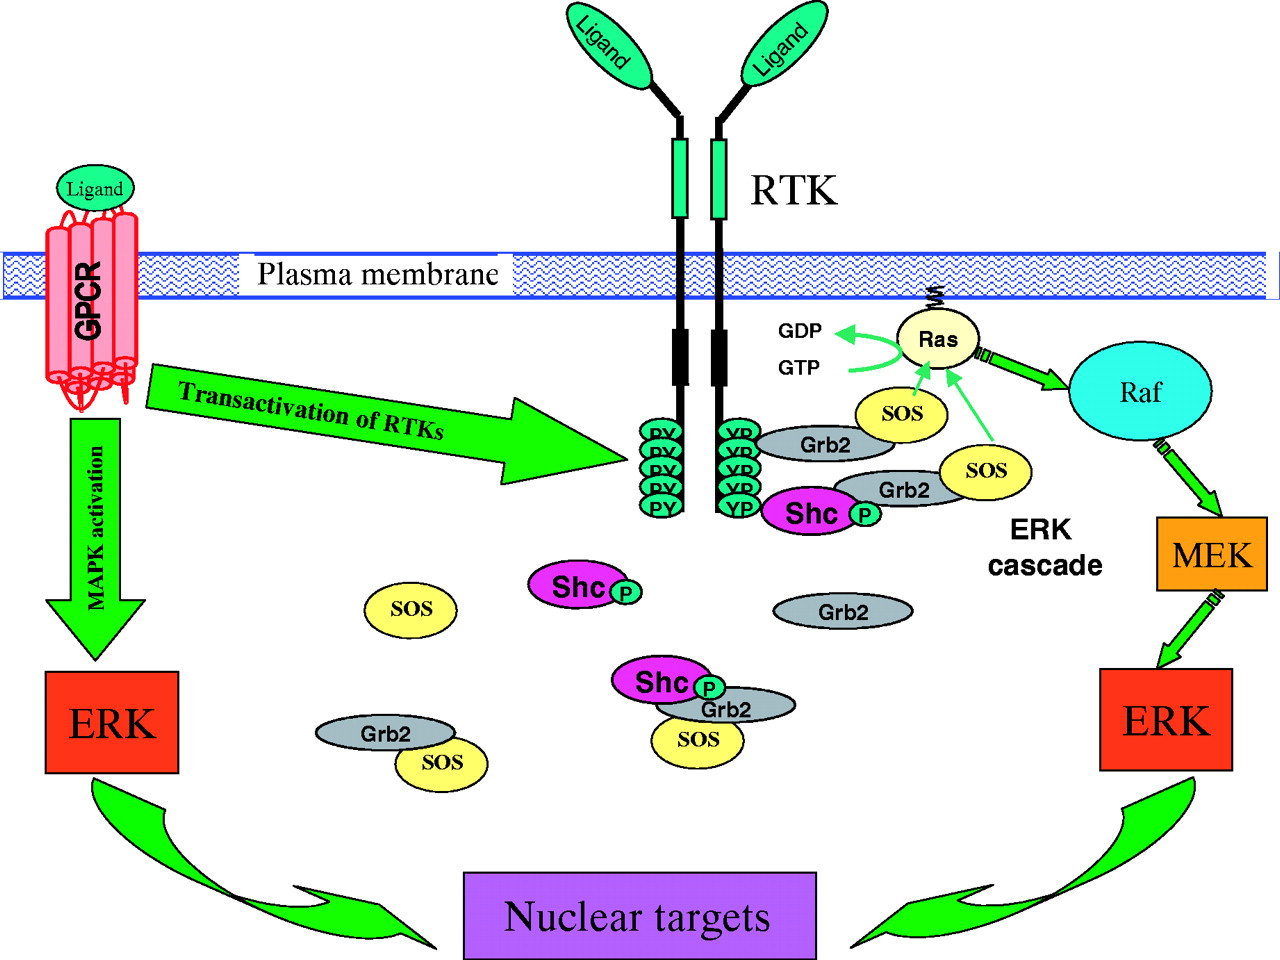 Ligand
Ligand
Ligand
RTK
GPCR
Plasma membrane
GDP
GTP
Ras
Raf
Transactivation of RTKs
MAPK activation
PY
PY
PY
PY
PY
YP
YP
YP
YP
YP
Grb2
SOS
SOS
Grb2
Shc
P
ERK
cascade
MEK
Shc
P
SOS
Grb2
Shc
P
Grb2
SOS
Grb2
SOS
ERK
ERK
Nuclear targets